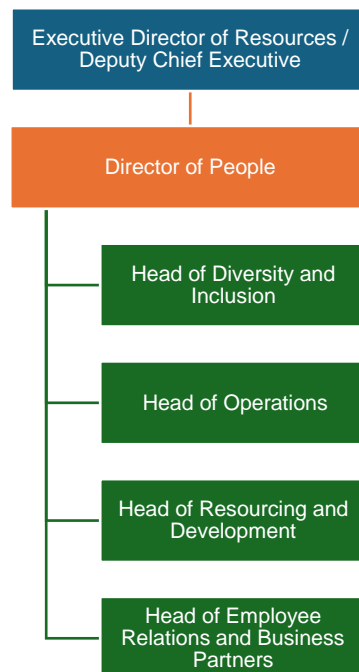 Executive Director of Resources /
Deputy Chief Executive
Director of People
Head of Diversity and
Inclusion
Head of Operations
Head of Resourcing and
Development
Head of Employee
Relations and Business
Partners